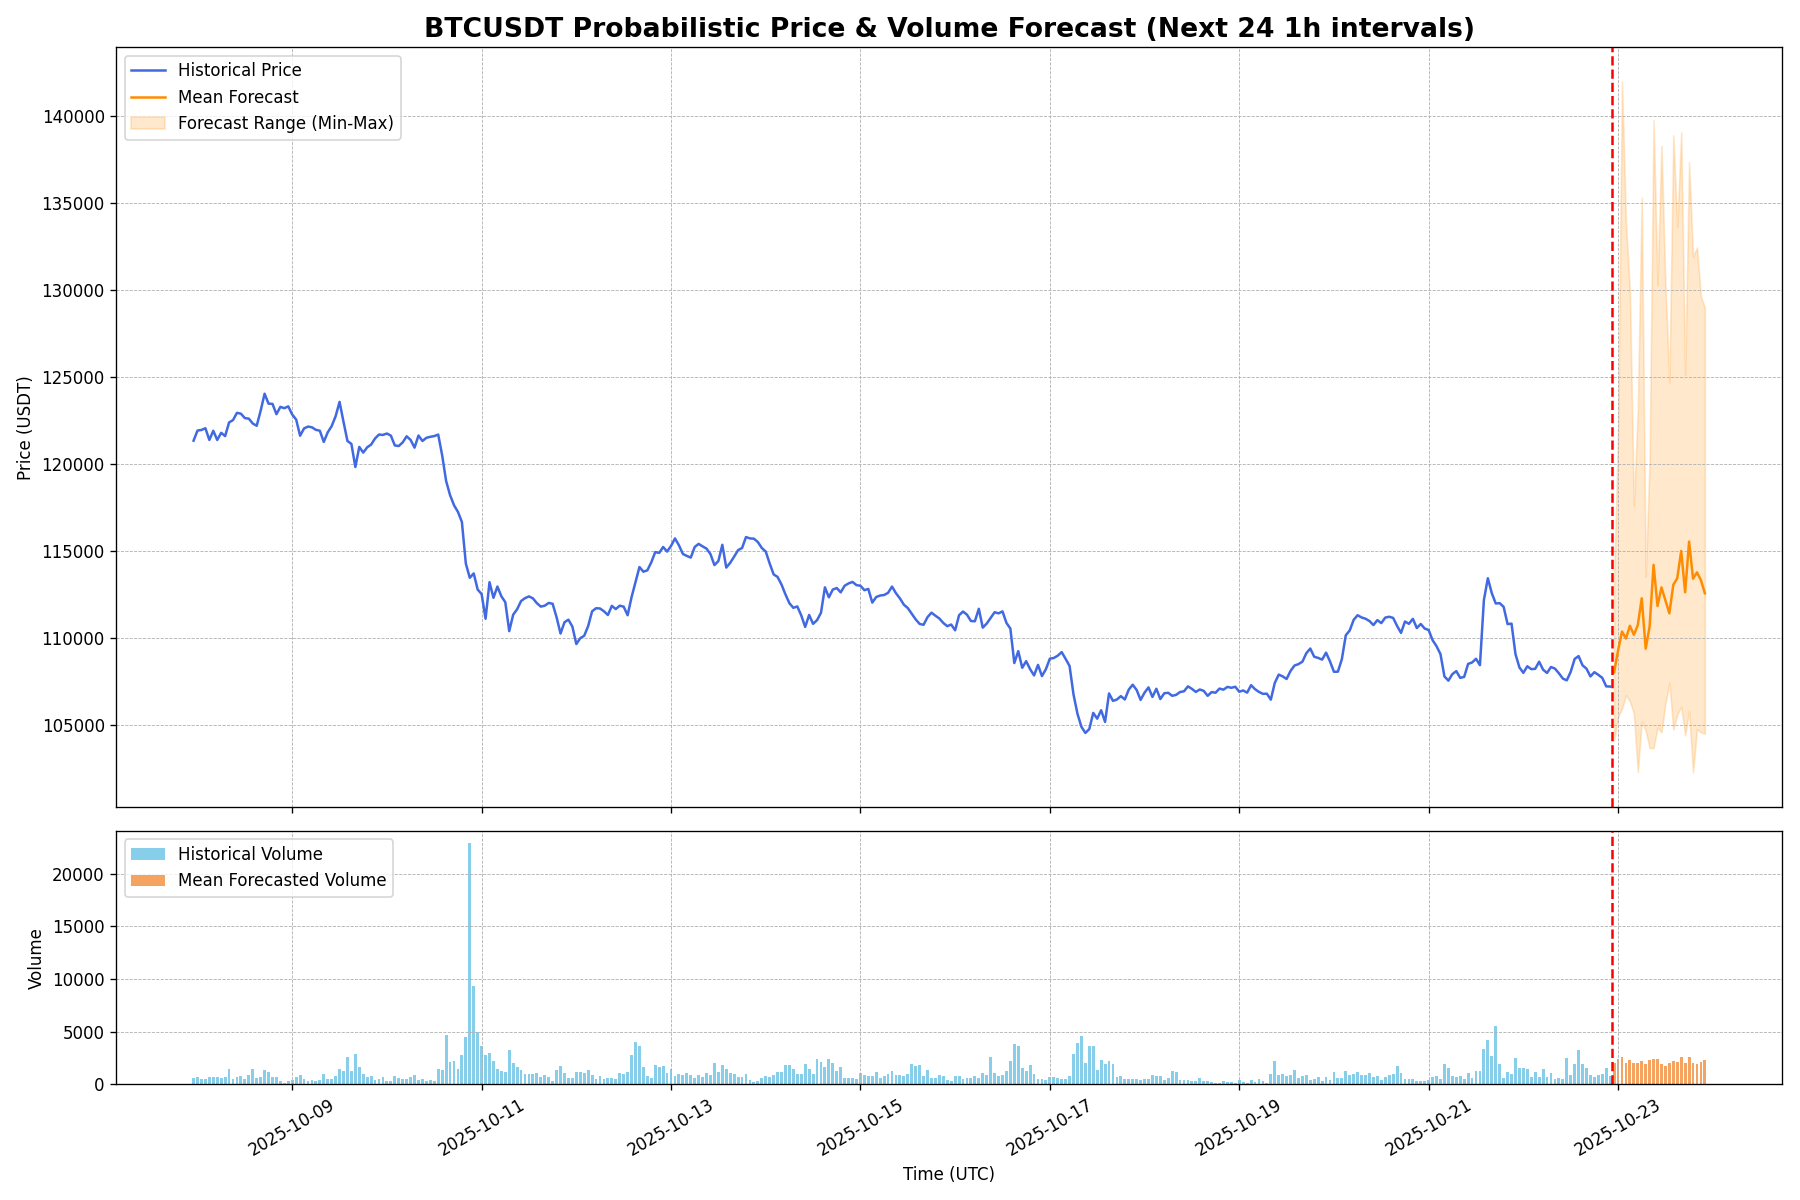 BTCUSDT Probabilistic Price & Volume Forecast (Next 24 1h intervals)
Historical Price
Mean Forecast
Forecast Range (Min-Max)
Price (USDT)
140000
135000
130000
125000
120000
115000
110000
105000
Historical Volume
Mean Forecasted Volume
Volume
20000
15000
10000
5000
0
2025-10-09
2025-10-11
2025-10-13
2025-10-15
2025-10-17
2025-10-19
2025-10-21
2025-10-23
Time (UTC)